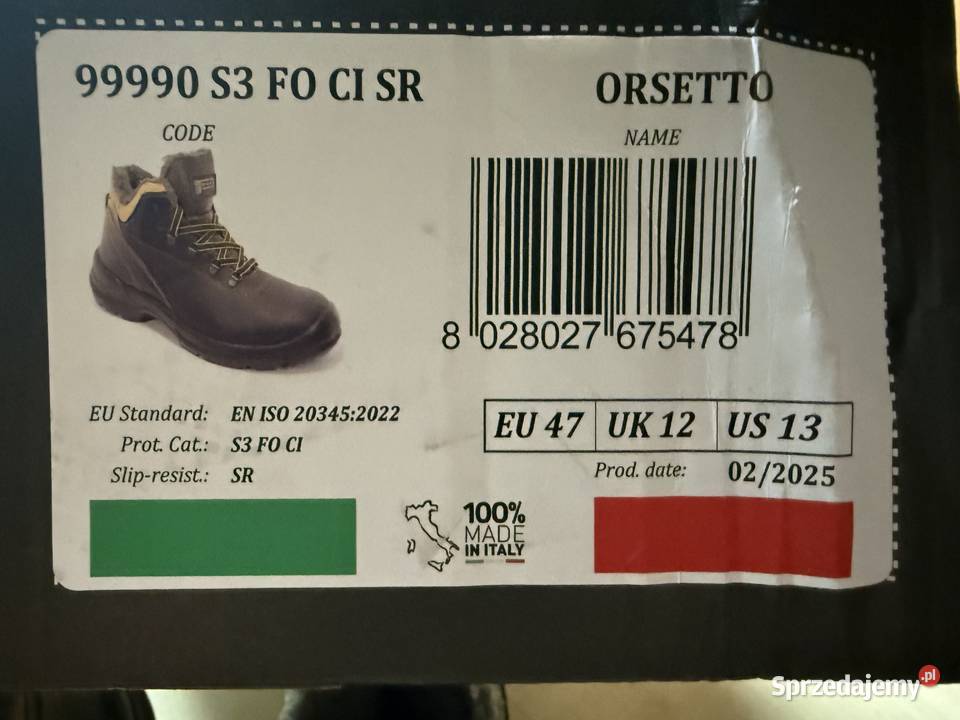 99990 S3 FO CI SR
CODE
ORSETTO
NAME
8 028027 675478
EU Standard: EN ISO 20345:2022
Prot. Cat.: S3 FO CI
Slip-resist.: SR
EU 47 UK 12 US 13
Prod. date: 02/2025
100%
MADE
IN ITALY
Sprzedajemy.pl